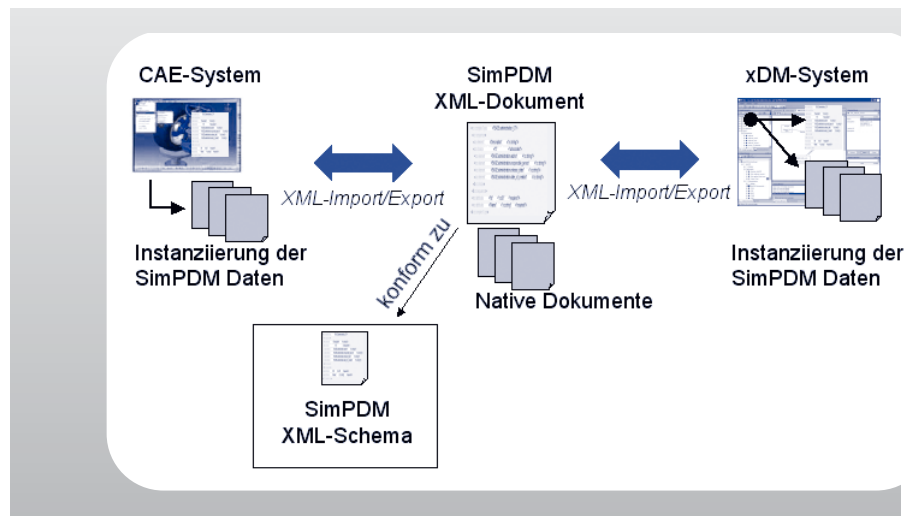 CAE-System
SimPDM
XML-Dokument
xDM-System
XML-Import/Export
XML-Import/Export
Instanziierung der
SimPDM Daten
konform zu
Native Dokumente
Instanziierung der
SimPDM Daten
SimPDM
XML-Schema